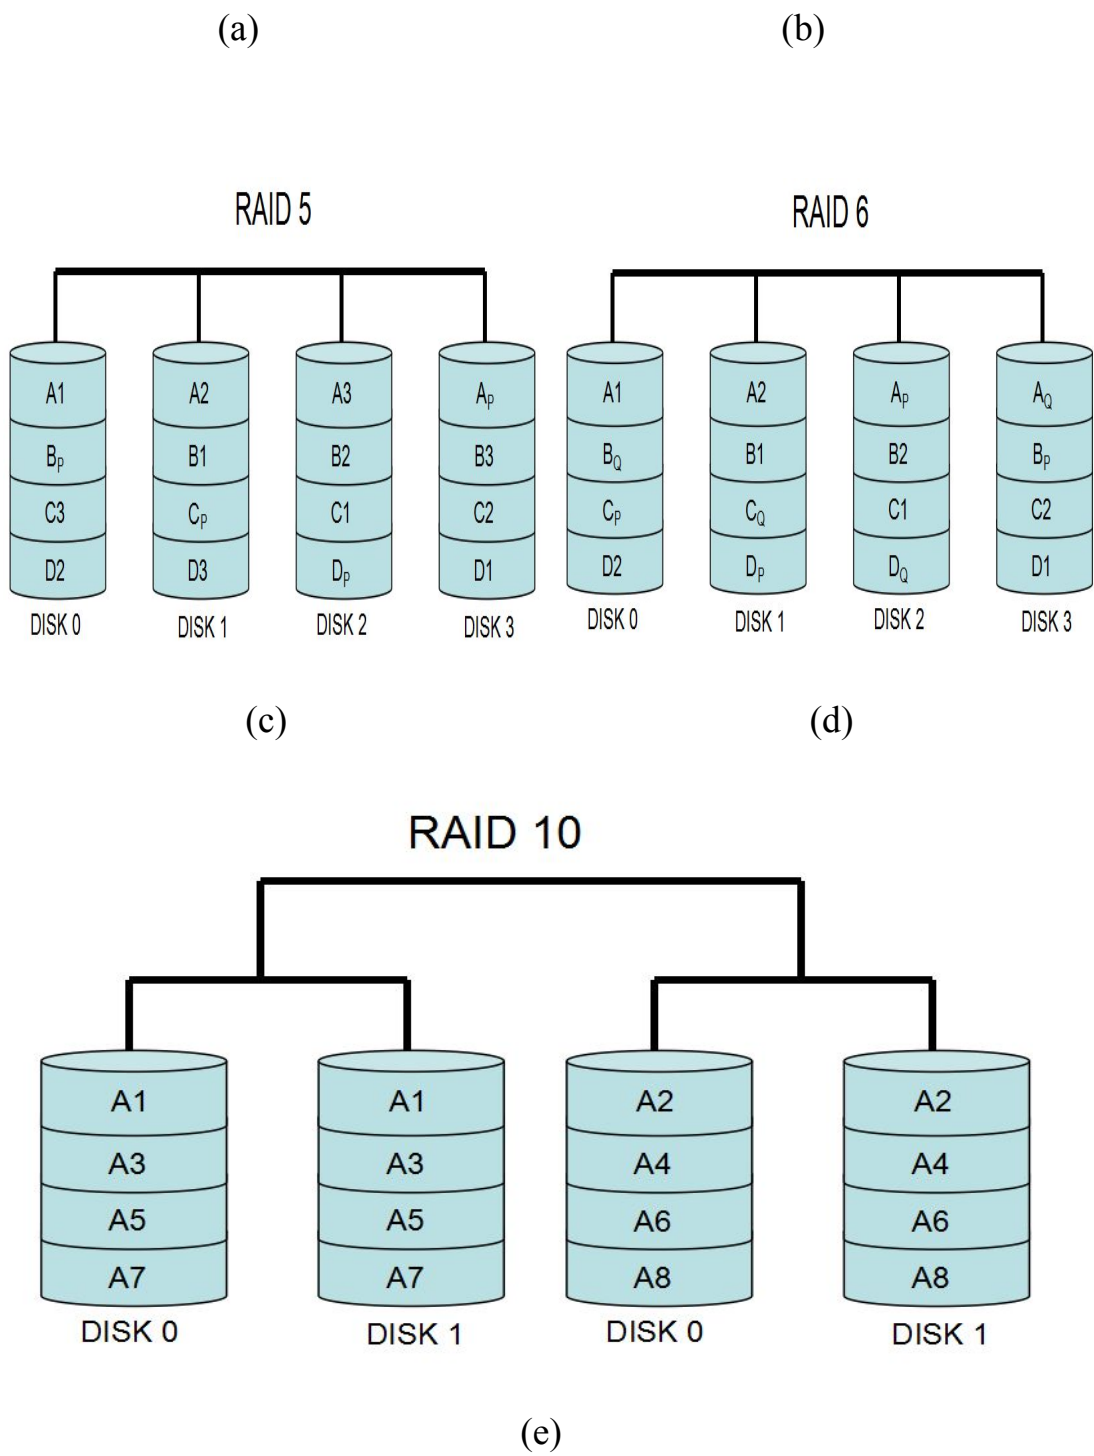 (a) (b)
RAID 5 RAID 6
A1 A2 A3 AP A1 A2 AP AQ
BP B1 B2 B3 BQ B1 B2 BP
C3 CP C1 C2 CP CQ C1 C2
D2 D3 DP D1 D2 DP DQ D1
DISK 0 DISK 1 DISK 2 DISK 3 DISK 0 DISK 1 DISK 2 DISK 3
(c) (d)
RAID 10
A1 A1 A2 A2
A3 A3 A4 A4
A5 A5 A6 A6
A7 A7 A8 A8
DISK 0 DISK 1 DISK 0 DISK 1
(e)